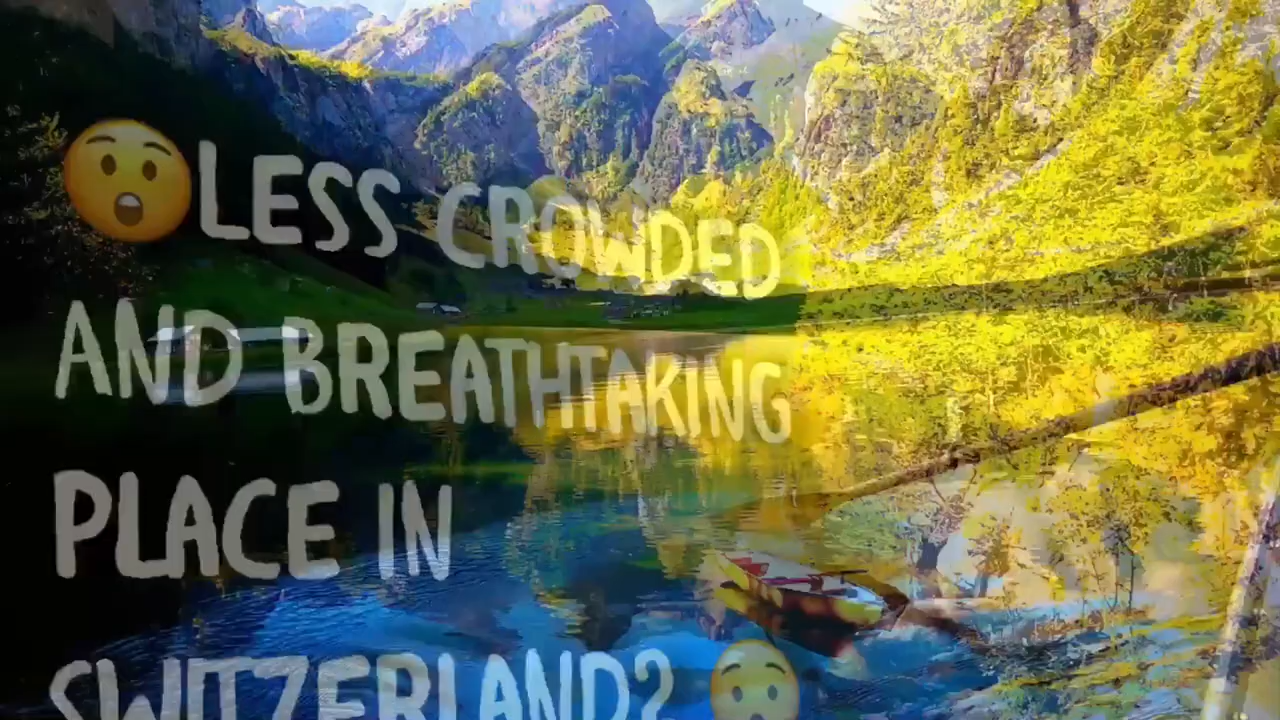 😲LESS CROWDED
AND BREATHTAKING
PLACE IN
SWITZERLAND? 😲